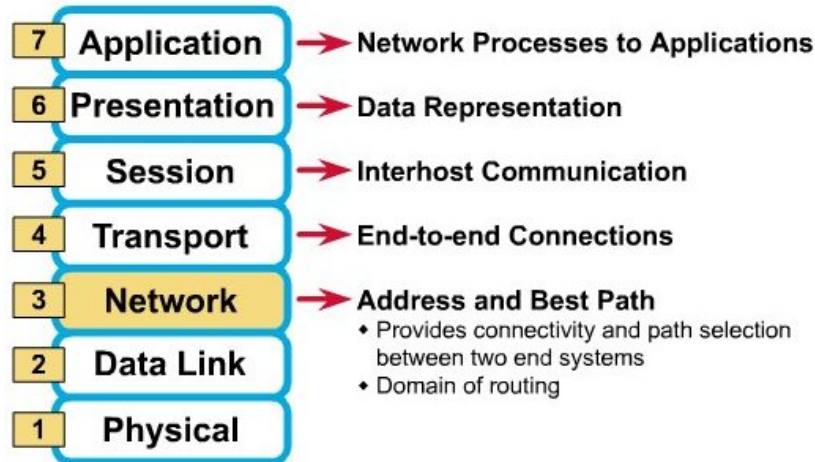 7 Application Network Processes to Applications
6 Presentation Data Representation
5 Session Interhost Communication
4 Transport End-to-end Connections
3 Network Address and Best Path
• Provides connectivity and path selection
between two end systems
2 Data Link
• Domain of routing
1 Physical